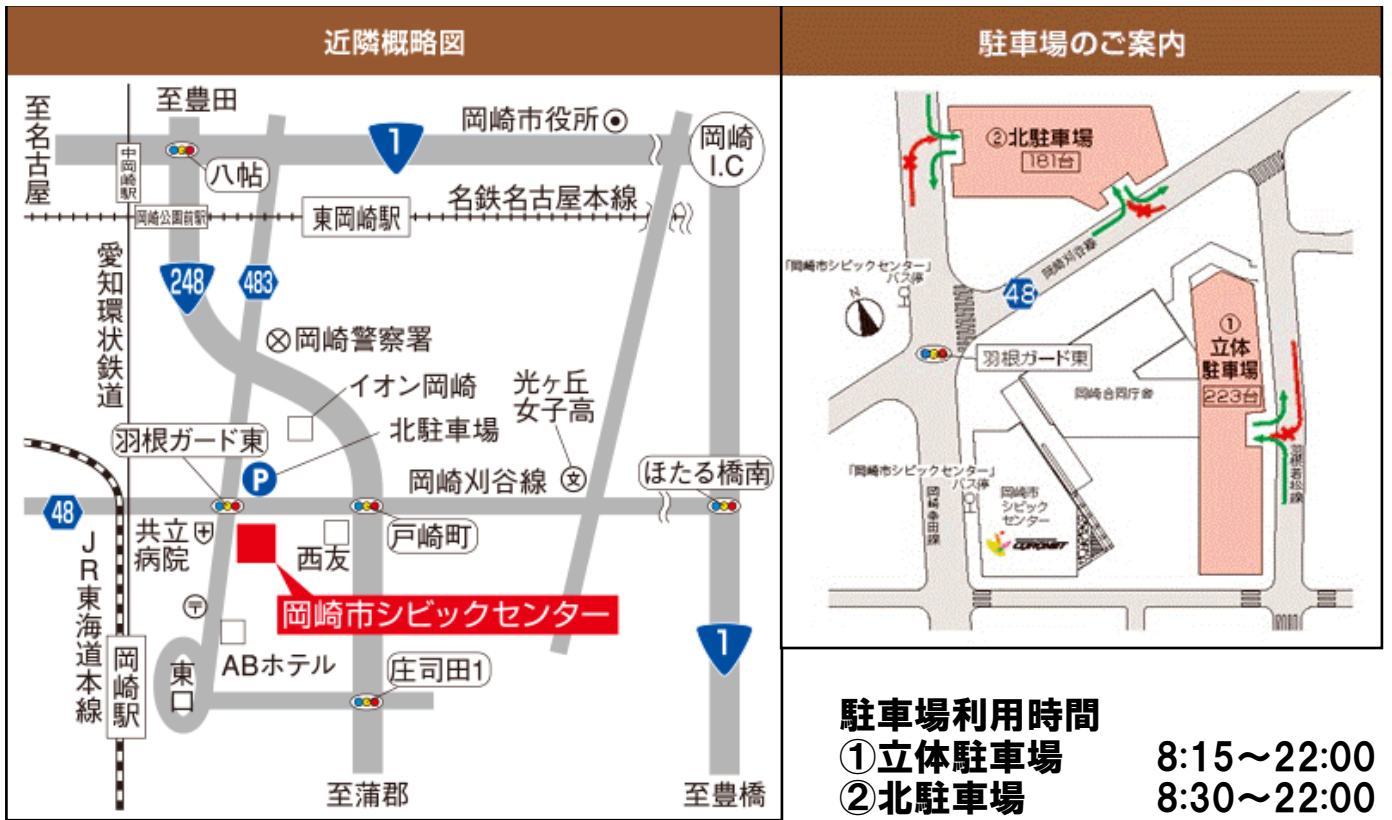 近隣概略図
至名古屋
至豊田
岡崎市役所
1
岡崎
I.C
中岡崎駅
八帖
岡崎公園前駅
東岡崎駅
名鉄名古屋本線
愛知環状鉄道
248
483
岡崎警察署
イオン岡崎
光ヶ丘
女子高
北駐車場
羽根ガード東
P
岡崎刈谷線
文
ほたる橋南
48
共立
病院
西友
戸崎町
JR東海道本線
岡崎市シビックセンター
〒
1
ABホテル
東口
岡崎駅
庄司田1
至蒲郡
至豊橋
駐車場のご案内
②北駐車場
181台
岡崎刈谷線
「岡崎市シビックセンター」
バス停
N
48
羽根ガード東
①
立体
駐車場
223台
岡崎合同庁舎
「岡崎市シビックセンター」
バス停
岡崎幸田線
岡崎市
シビック
センター
CORONET
羽根若松線
駐車場利用時間
①立体駐車場 8:15～22:00
②北駐車場 8:30～22:00